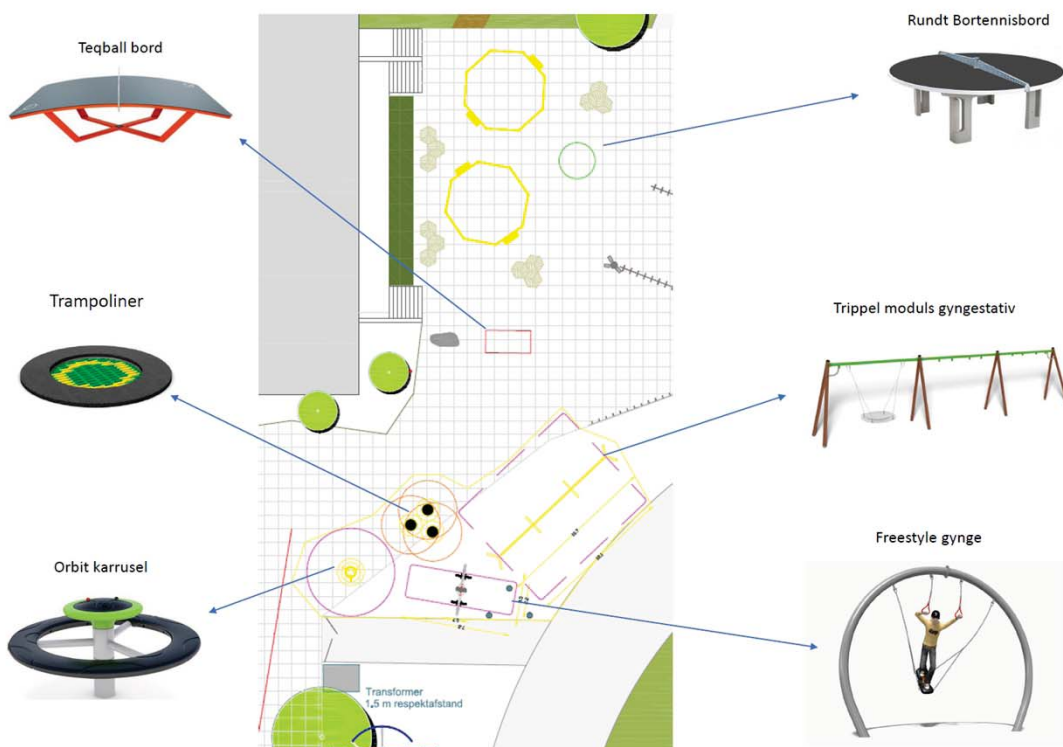 Teqball bord
Rundt Bortennisbord
Trampoliner
Trippel moduls gyngestativ
Orbit karrusel
Freestyle gynge
Transformer
1,5 m respektafstand